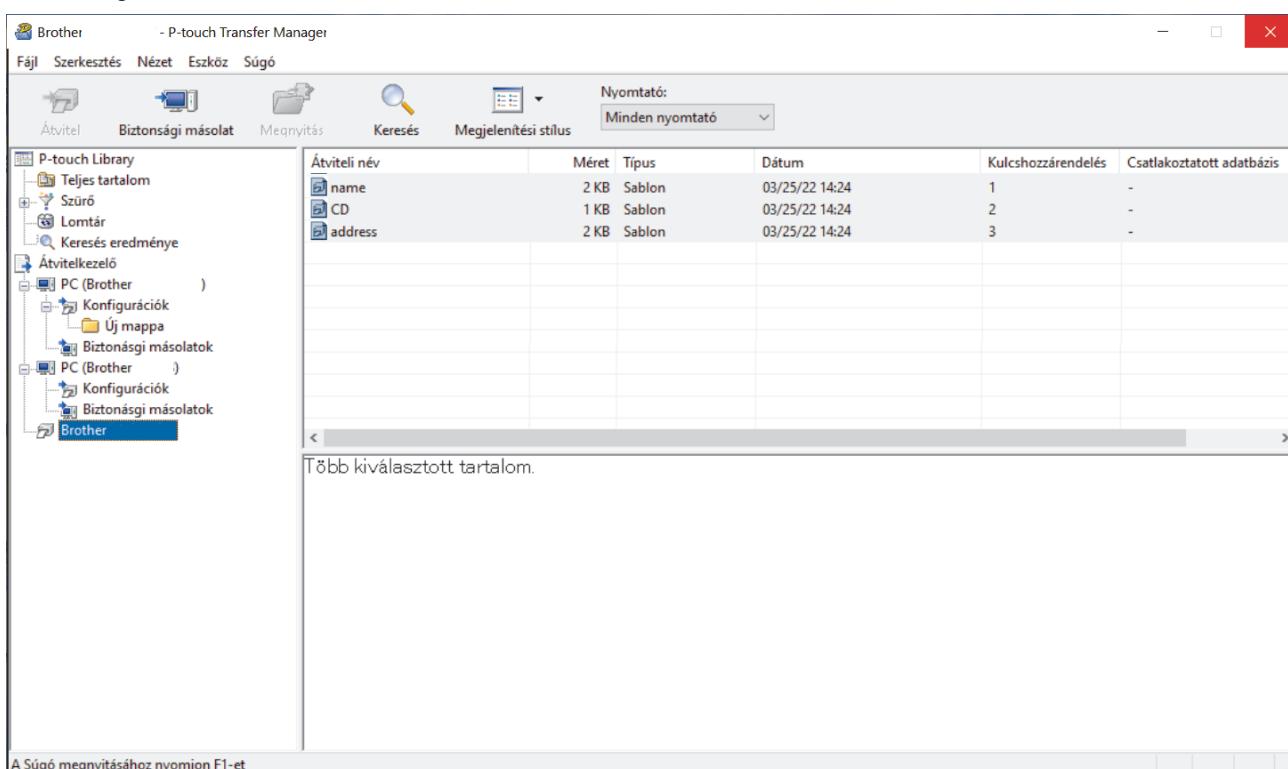 Brother - P-touch Transfer Manager
Fájl Szerkesztés Nézet Eszköz Súgó
Átvitel Biztonsági másolat Megnyitás Keresés Megjelenítési stílus
Nyomtató:
Minden nyomtató
P-touch Library
Teljes tartalom
Szűrő
Lomtár
Keresés eredménye
Átvitelkezelő
PC (Brother )
Konfigurációk
Új mappa
Biztonásgi másolatok
PC (Brother )
Konfigurációk
Biztonásgi másolatok
Brother
Átviteli név Méret Típus Dátum Kulcshozzárendelés Csatlakoztatott adatbázis
name 2 KB Sablon 03/25/22 14:24 1 -
CD 1 KB Sablon 03/25/22 14:24 2 -
address 2 KB Sablon 03/25/22 14:24 3 -
Több kiválasztott tartalom.
A Súgó megnyitásához nyomjon F1-et